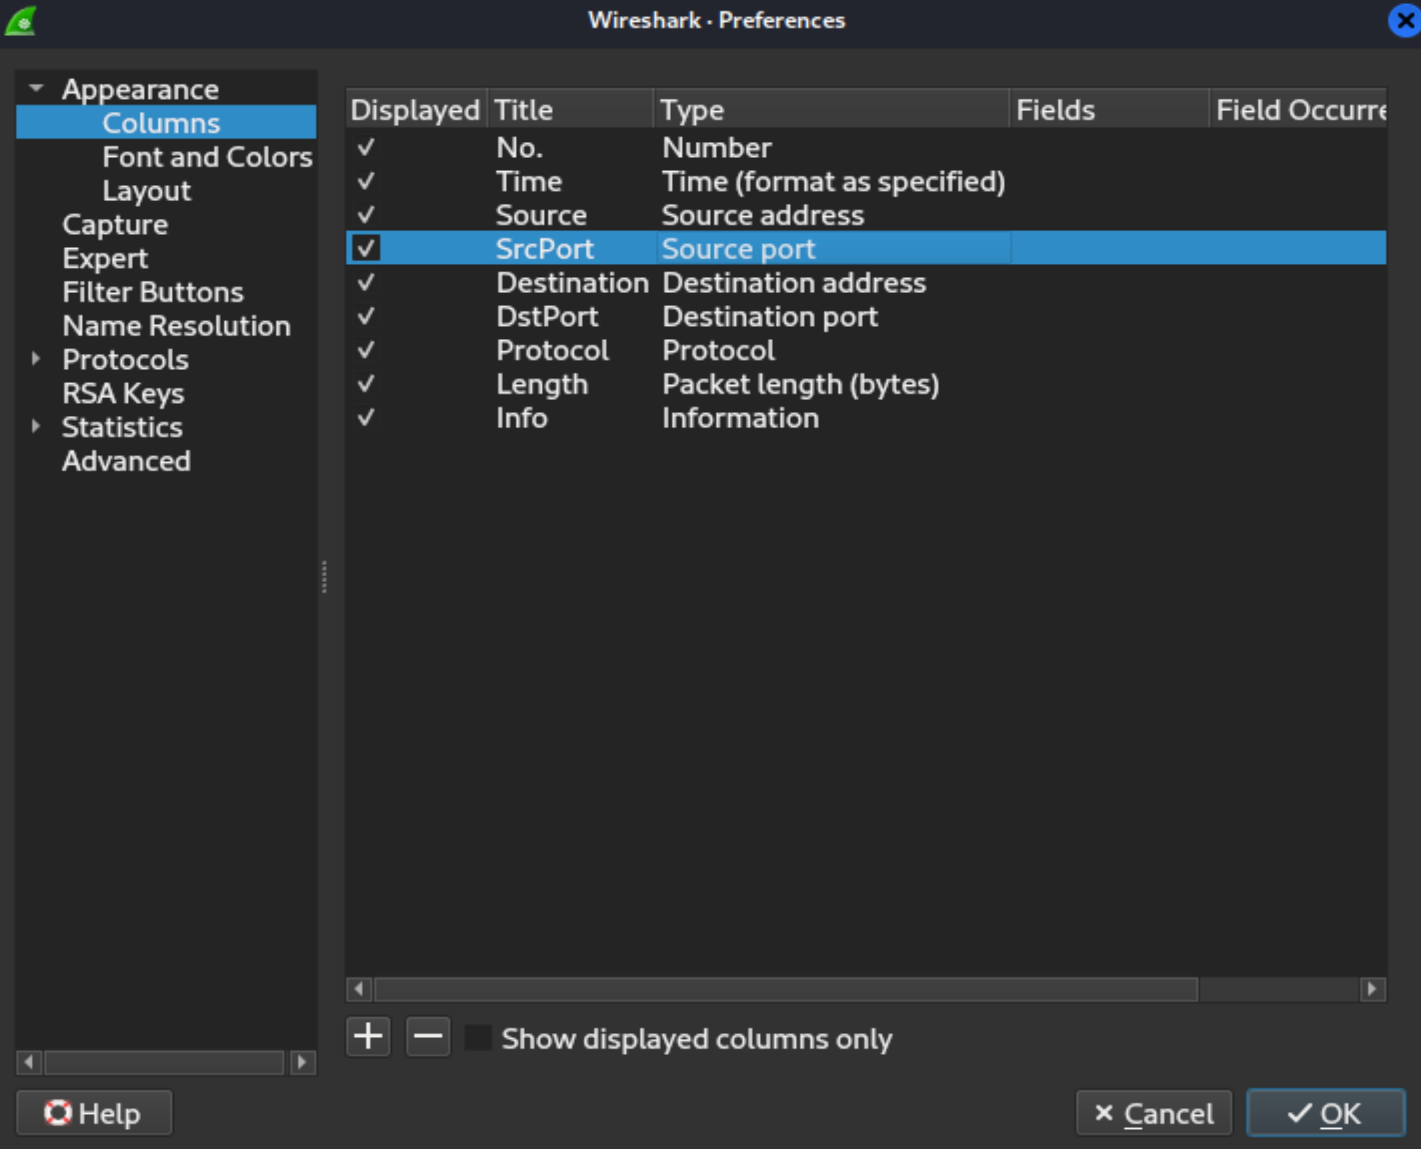 Wireshark · Preferences
Appearance
Columns
Font and Colors
Layout
Capture
Expert
Filter Buttons
Name Resolution
Protocols
RSA Keys
Statistics
Advanced
Displayed Title Type Fields Field Occurre
No. Number
Time Time (format as specified)
Source Source address
SrcPort Source port
Destination Destination address
DstPort Destination port
Protocol Protocol
Length Packet length (bytes)
Info Information
Show displayed columns only
Help Cancel OK